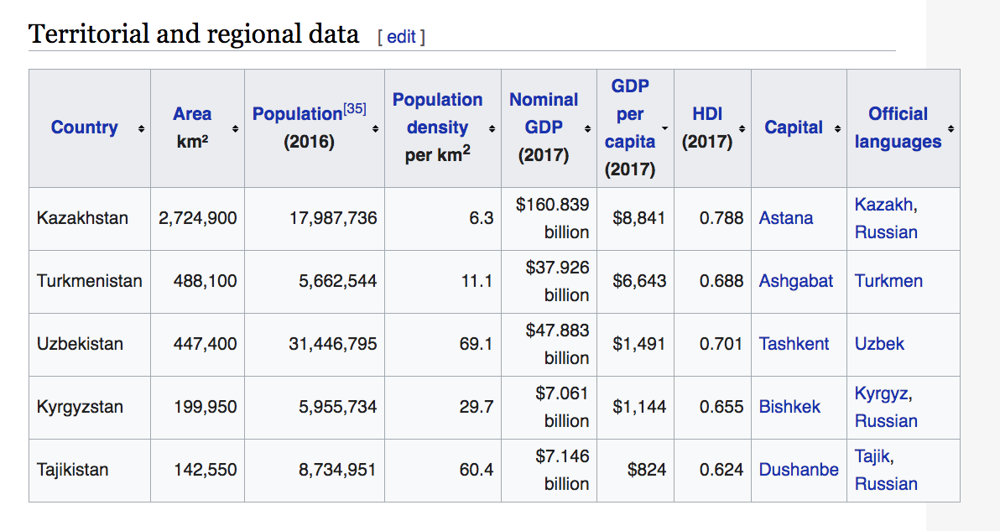 Territorial and regional data [ edit ]
Country
Area
km²
Population[35]
(2016)
Population
density
per km²
Nominal
GDP
(2017)
GDP
per
capita
(2017)
HDI
(2017)
Capital
Official
languages
Kazakhstan 2,724,900 17,987,736 6.3 $160.839
billion $8,841 0.788 Astana Kazakh,
Russian
Turkmenistan 488,100 5,662,544 11.1 $37.926
billion $6,643 0.688 Ashgabat Turkmen
Uzbekistan 447,400 31,446,795 69.1 $47.883
billion $1,491 0.701 Tashkent Uzbek
Kyrgyzstan 199,950 5,955,734 29.7 $7.061
billion $1,144 0.655 Bishkek Kyrgyz,
Russian
Tajikistan 142,550 8,734,951 60.4 $7.146
billion $824 0.624 Dushanbe Tajik,
Russian